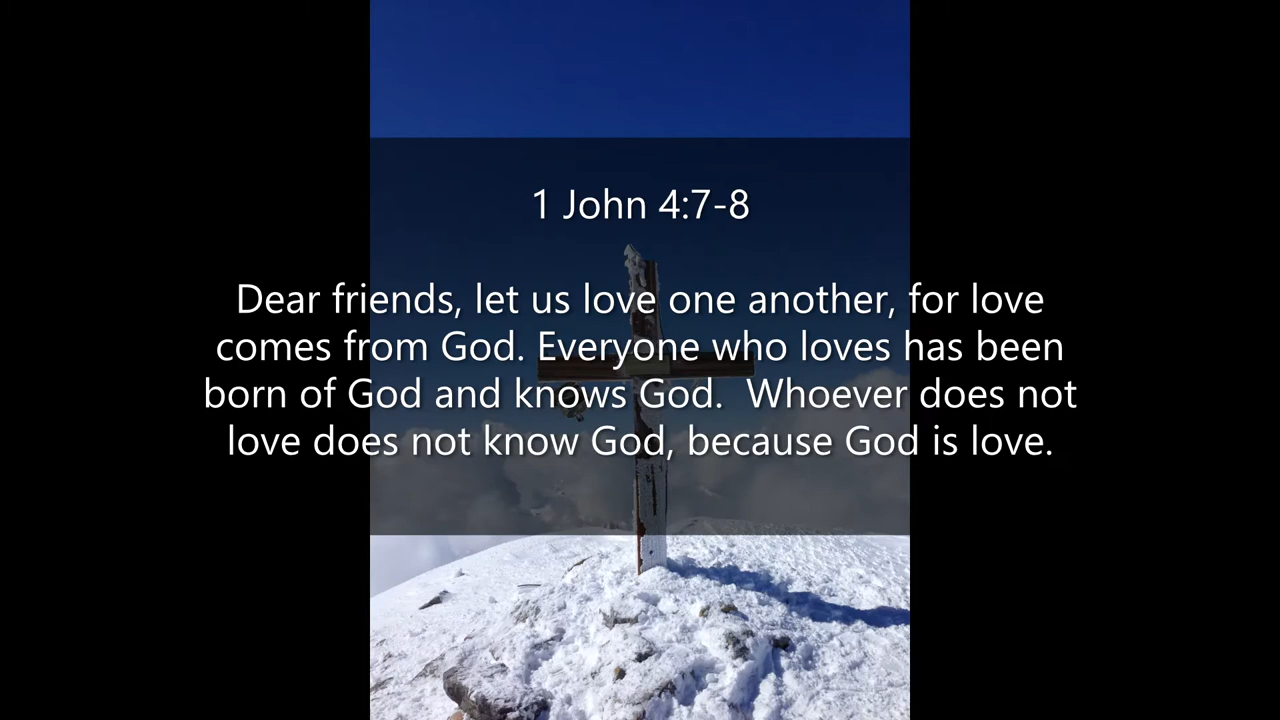 1 John 4:7-8
Dear friends, let us love one another, for love
comes from God. Everyone who loves has been
born of God and knows God.  Whoever does not
love does not know God, because God is love.